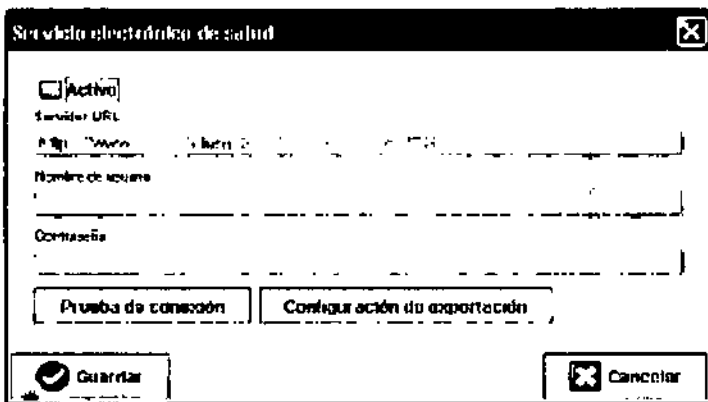 Servicio electrónico de salud
Activo
Servidor URL
Nombre de usuario
Contraseña
Prueba de conexión Configuración de exportación
Guardar Cancelar